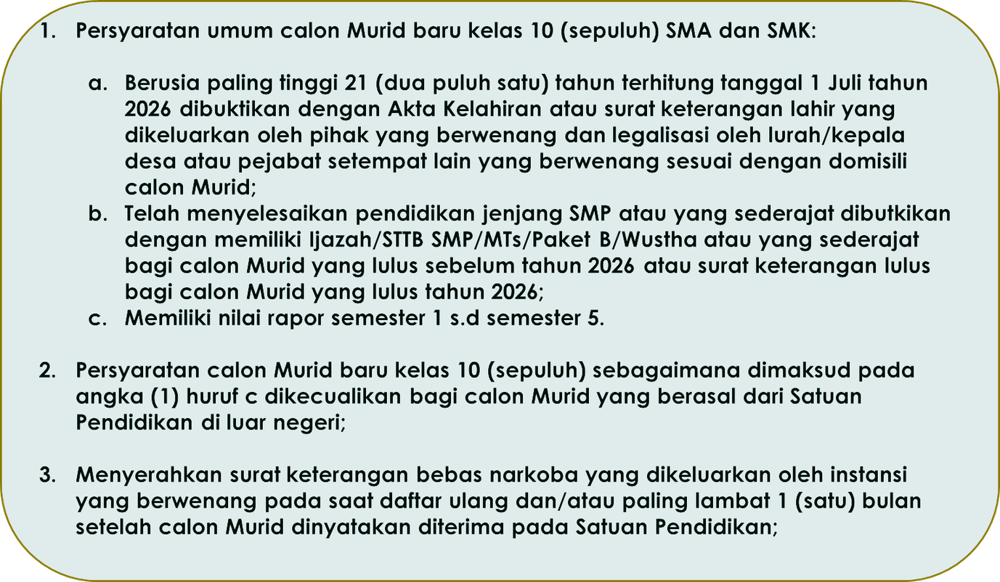 1. Persyaratan umum calon Murid baru kelas 10 (sepuluh) SMA dan SMK:
a. Berusia paling tinggi 21 (dua puluh satu) tahun terhitung tanggal 1 Juli tahun
2026 dibuktikan dengan Akta Kelahiran atau surat keterangan lahir yang
dikeluarkan oleh pihak yang berwenang dan legalisasi oleh lurah/kepala
desa atau pejabat setempat lain yang berwenang sesuai dengan domisili
calon Murid;
b. Telah menyelesaikan pendidikan jenjang SMP atau yang sederajat dibutkikan
dengan memiliki Ijazah/STTB SMP/MTs/Paket B/Wustha atau yang sederajat
bagi calon Murid yang lulus sebelum tahun 2026 atau surat keterangan lulus
bagi calon Murid yang lulus tahun 2026;
c. Memiliki nilai rapor semester 1 s.d semester 5.
2. Persyaratan calon Murid baru kelas 10 (sepuluh) sebagaimana dimaksud pada
angka (1) huruf c dikecualikan bagi calon Murid yang berasal dari Satuan
Pendidikan di luar negeri;
3. Menyerahkan surat keterangan bebas narkoba yang dikeluarkan oleh instansi
yang berwenang pada saat daftar ulang dan/atau paling lambat 1 (satu) bulan
setelah calon Murid dinyatakan diterima pada Satuan Pendidikan;